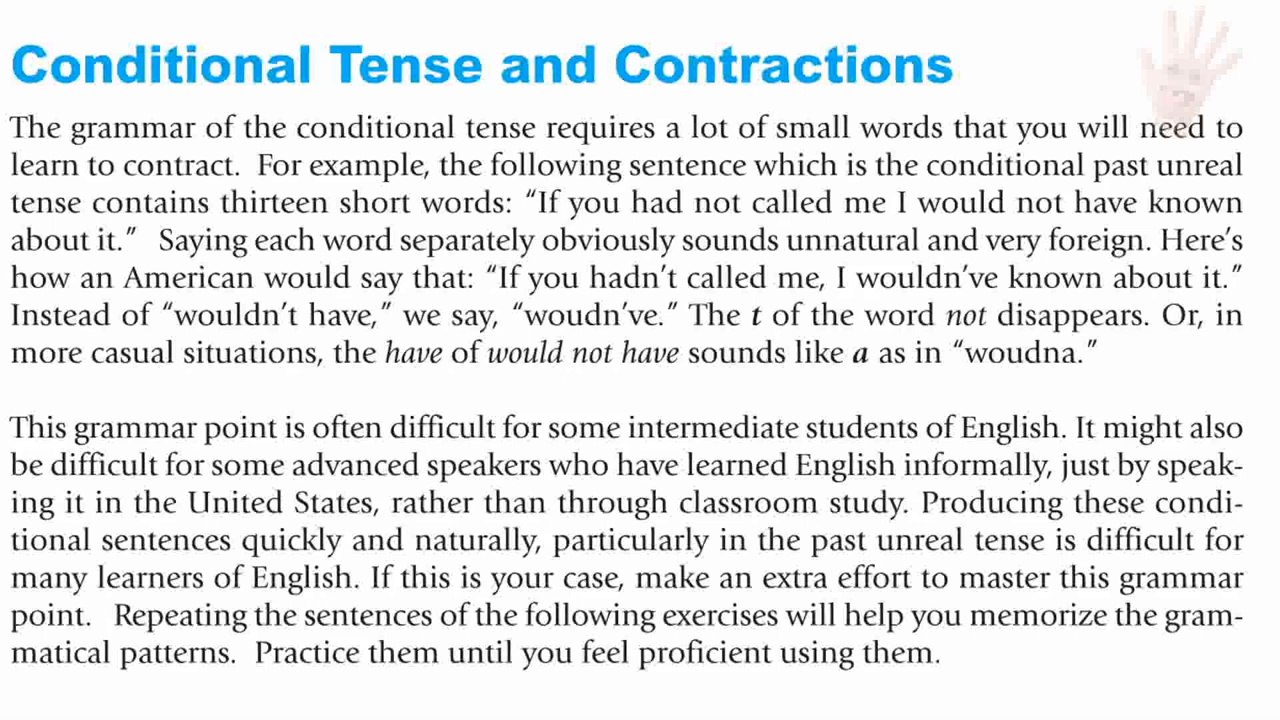 Conditional Tense and Contractions
The grammar of the conditional tense requires a lot of small words that you will need to
learn to contract. For example, the following sentence which is the conditional past unreal
tense contains thirteen short words: “If you had not called me I would not have known
about it.” Saying each word separately obviously sounds unnatural and very foreign. Here’s
how an American would say that: “If you hadn’t called me, I wouldn’ve known about it.”
Instead of “wouldn’t have,” we say, “woudn’ve.” The t of the word not disappears. Or, in
more casual situations, the have of would not have sounds like a as in “woudna.”
This grammar point is often difficult for some intermediate students of English. It might also
be difficult for some advanced speakers who have learned English informally, just by speak-
ing it in the United States, rather than through classroom study. Producing these condi-
tional sentences quickly and naturally, particularly in the past unreal tense is difficult for
many learners of English. If this is your case, make an extra effort to master this grammar
point. Repeating the sentences of the following exercises will help you memorize the gram-
matical patterns. Practice them until you feel proficient using them.